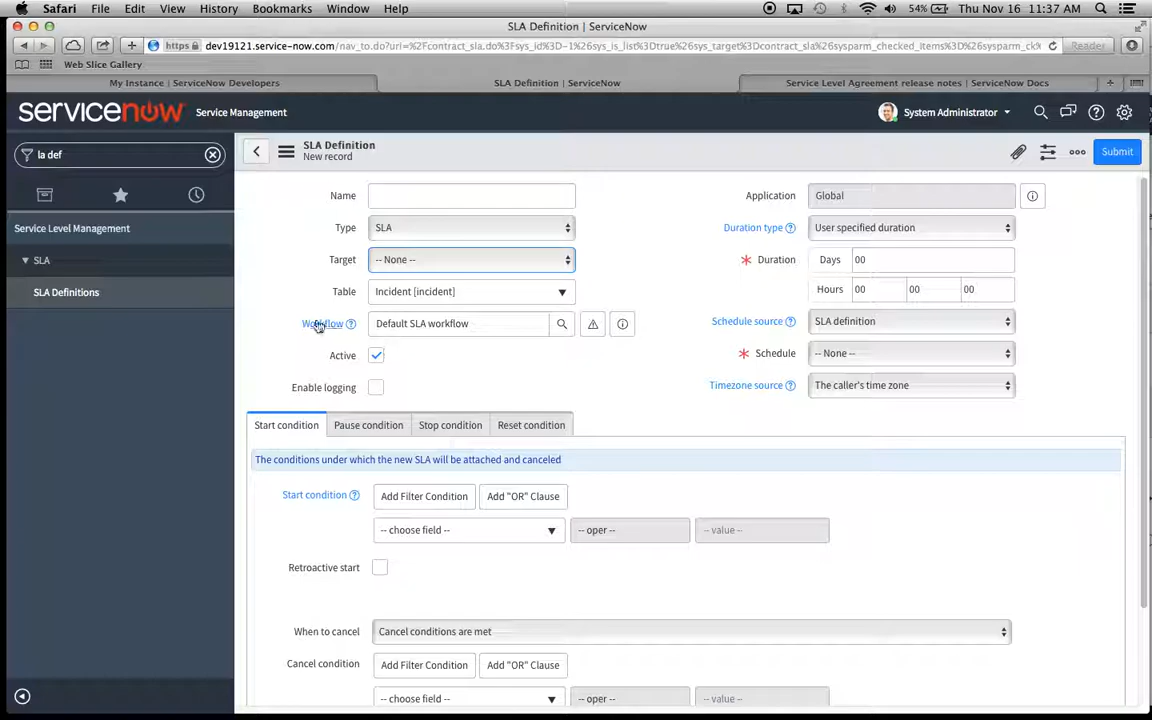 Safari File Edit View History Bookmarks Window Help 54% Thu Nov 16 11:37 AM
SLA Definition | ServiceNow
https dev19121.service-now.com/nav_to.do?uri=%2Fcontract_sla.do%3Fsys_id%3D-1%26sys_is_list%3Dtrue%26sys_target%3Dcontract_sla%26sysparm_checked_items%3D%26sysparm_ck Reader
Web Slice Gallery
My Instance | ServiceNow Developers SLA Definition | ServiceNow Service Level Agreement release notes | ServiceNow Docs
servicenow Service Management System Administrator
la def
SLA Definition
New record
Submit
Service Level Management
SLA
SLA Definitions
Name Application Global
Type SLA Duration type User specified duration
Target -- None -- Duration Days 00
Table Incident [incident] Hours 00 00 00
Workflow Default SLA workflow Schedule source SLA definition
Active Schedule -- None --
Enable logging Timezone source The caller's time zone
Start condition Pause condition Stop condition Reset condition
The conditions under which the new SLA will be attached and canceled
Start condition Add Filter Condition Add "OR" Clause
-- choose field -- -- oper -- -- value --
Retroactive start
When to cancel Cancel conditions are met
Cancel condition Add Filter Condition Add "OR" Clause
-- choose field -- -- oper -- -- value --